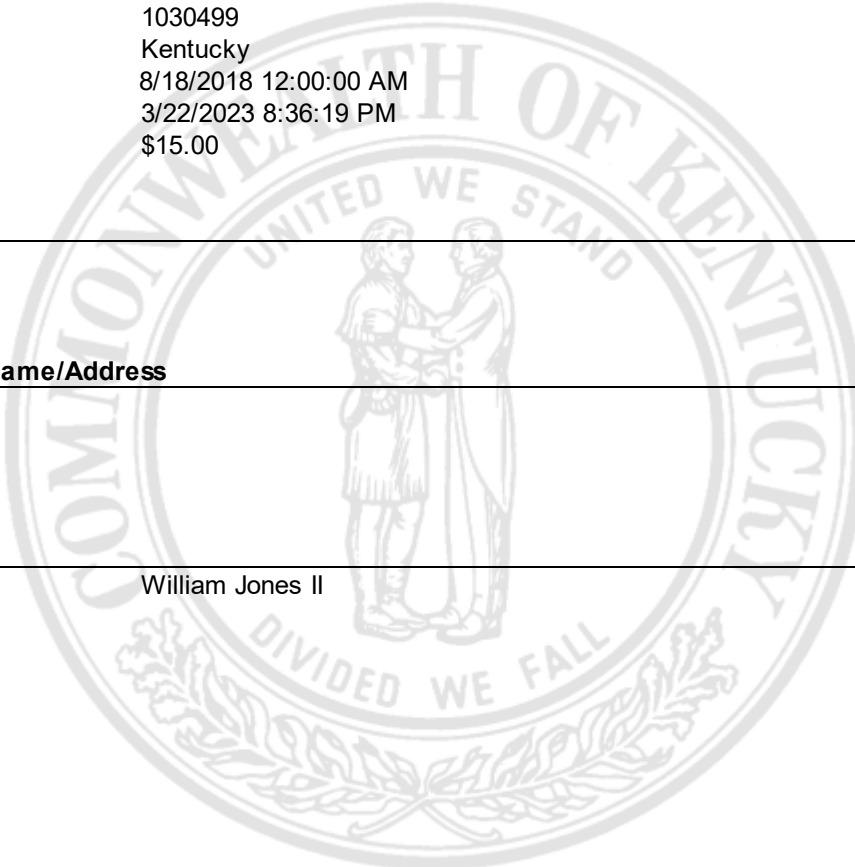 1030499
Kentucky
8/18/2018 12:00:00 AM
3/22/2023 8:36:19 PM
$15.00
COMMONWEALTH OF KENTUCKY
UNITED WE STAND
ame/Address
William Jones II
DIVIDED WE FALL